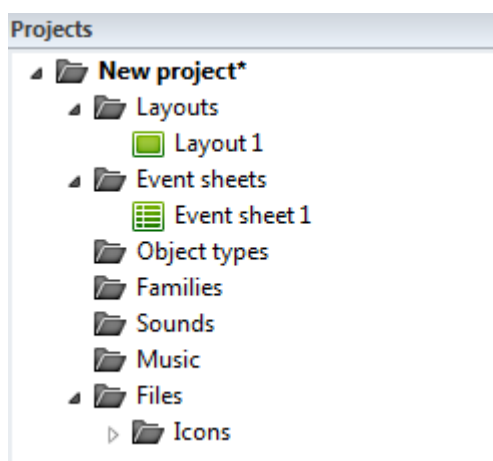 Projects
New project*
Layouts
Layout 1
Event sheets
Event sheet 1
Object types
Families
Sounds
Music
Files
Icons